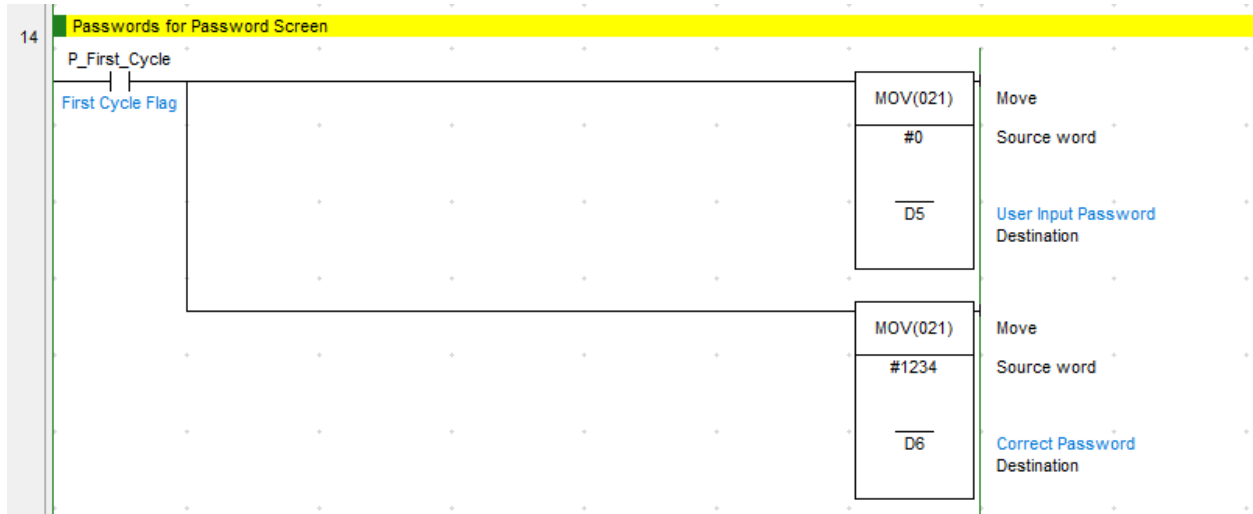 14
Passwords for Password Screen
P_First_Cycle
First Cycle Flag
MOV(021)
Move
#0
Source word
D5
User Input Password
Destination
MOV(021)
Move
#1234
Source word
D6
Correct Password
Destination